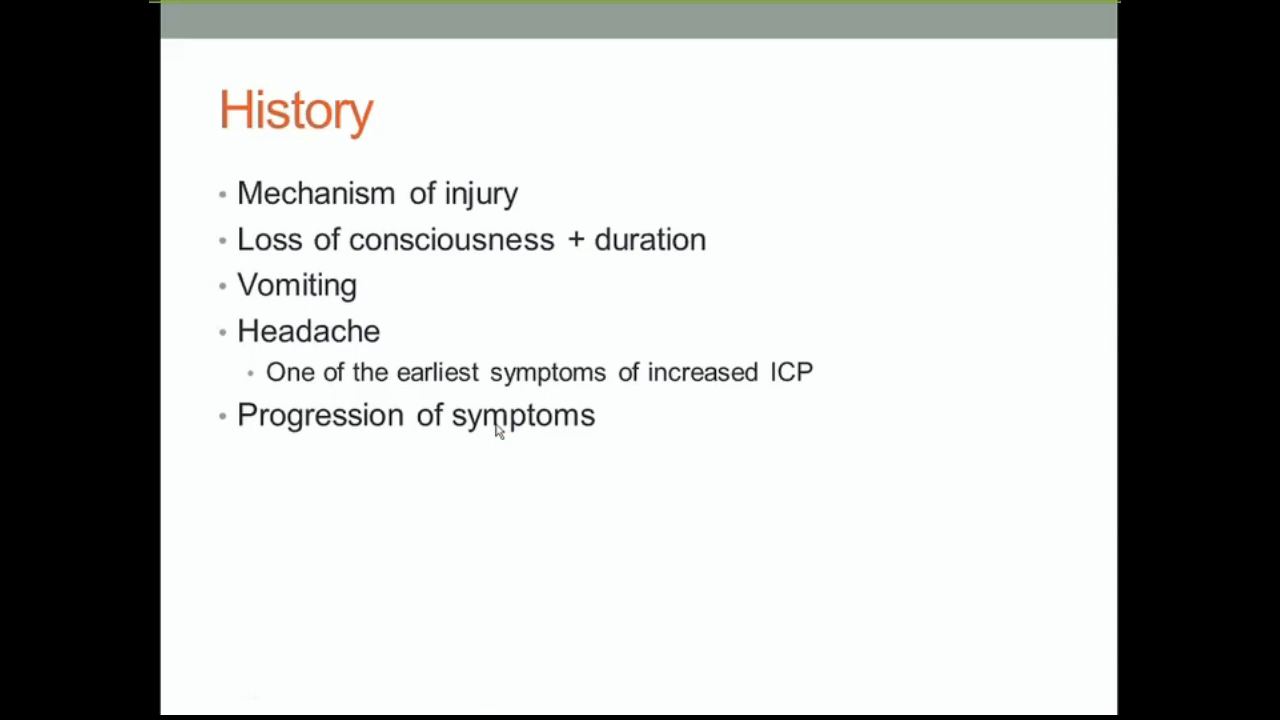 History
• Mechanism of injury
• Loss of consciousness + duration
• Vomiting
• Headache
• One of the earliest symptoms of increased ICP
• Progression of symptoms